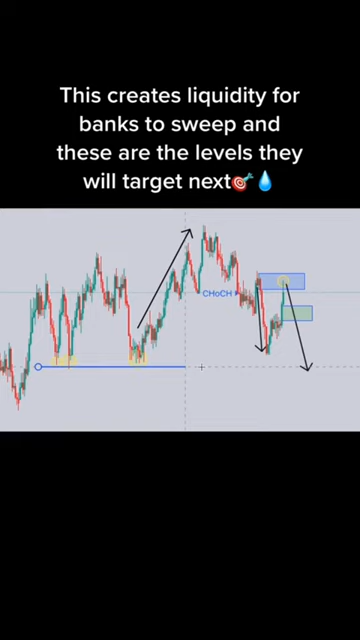 This creates liquidity for
banks to sweep and
these are the levels they
will target next🎯💧
CHoCH